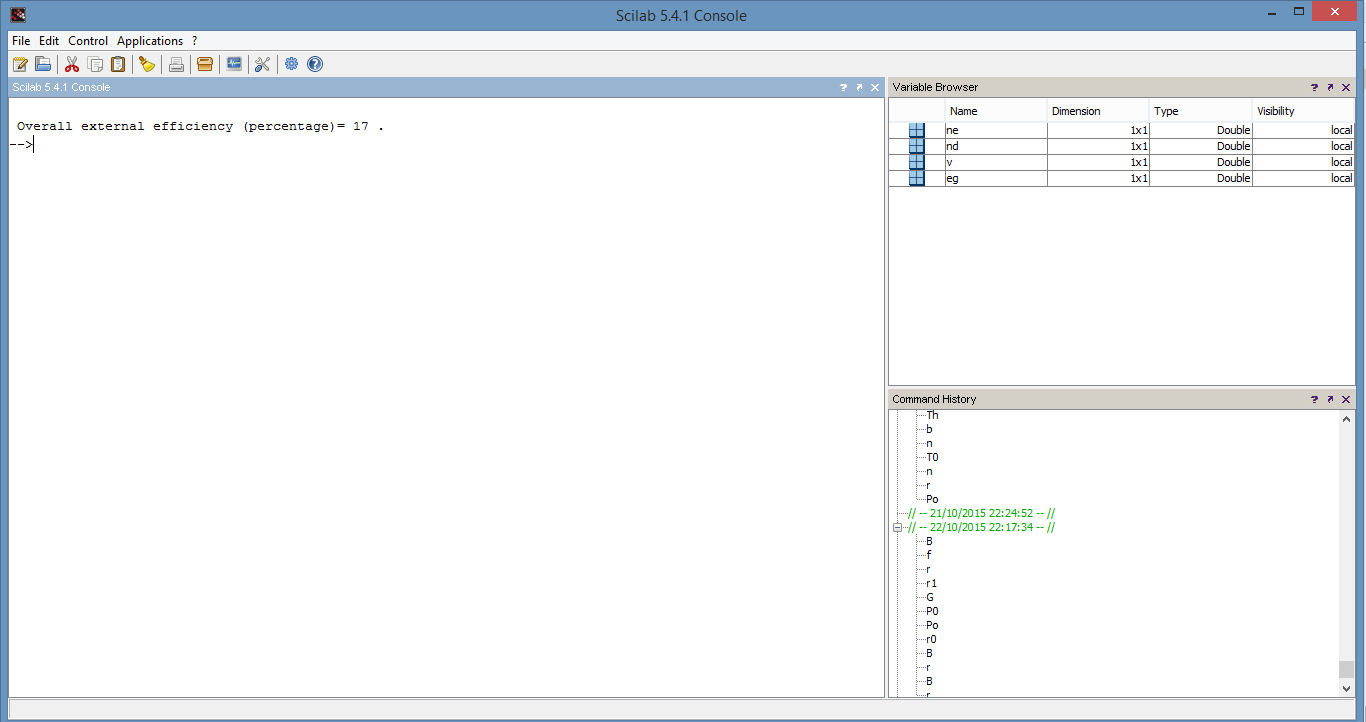 Scilab 5.4.1 Console
File Edit Control Applications ?
Scilab 5.4.1 Console ?
Overall external efficiency (percentage)= 17 .
-->
Variable Browser ?
Name Dimension Type Visibility
ne 1x1 Double local
nd 1x1 Double local
v 1x1 Double local
eg 1x1 Double local
Command History ?
Th
b
n
T0
n
r
Po
// -- 21/10/2015 22:24:52 -- //
// -- 22/10/2015 22:17:34 -- //
B
f
r
r1
G
P0
Po
r0
B
r
B
r